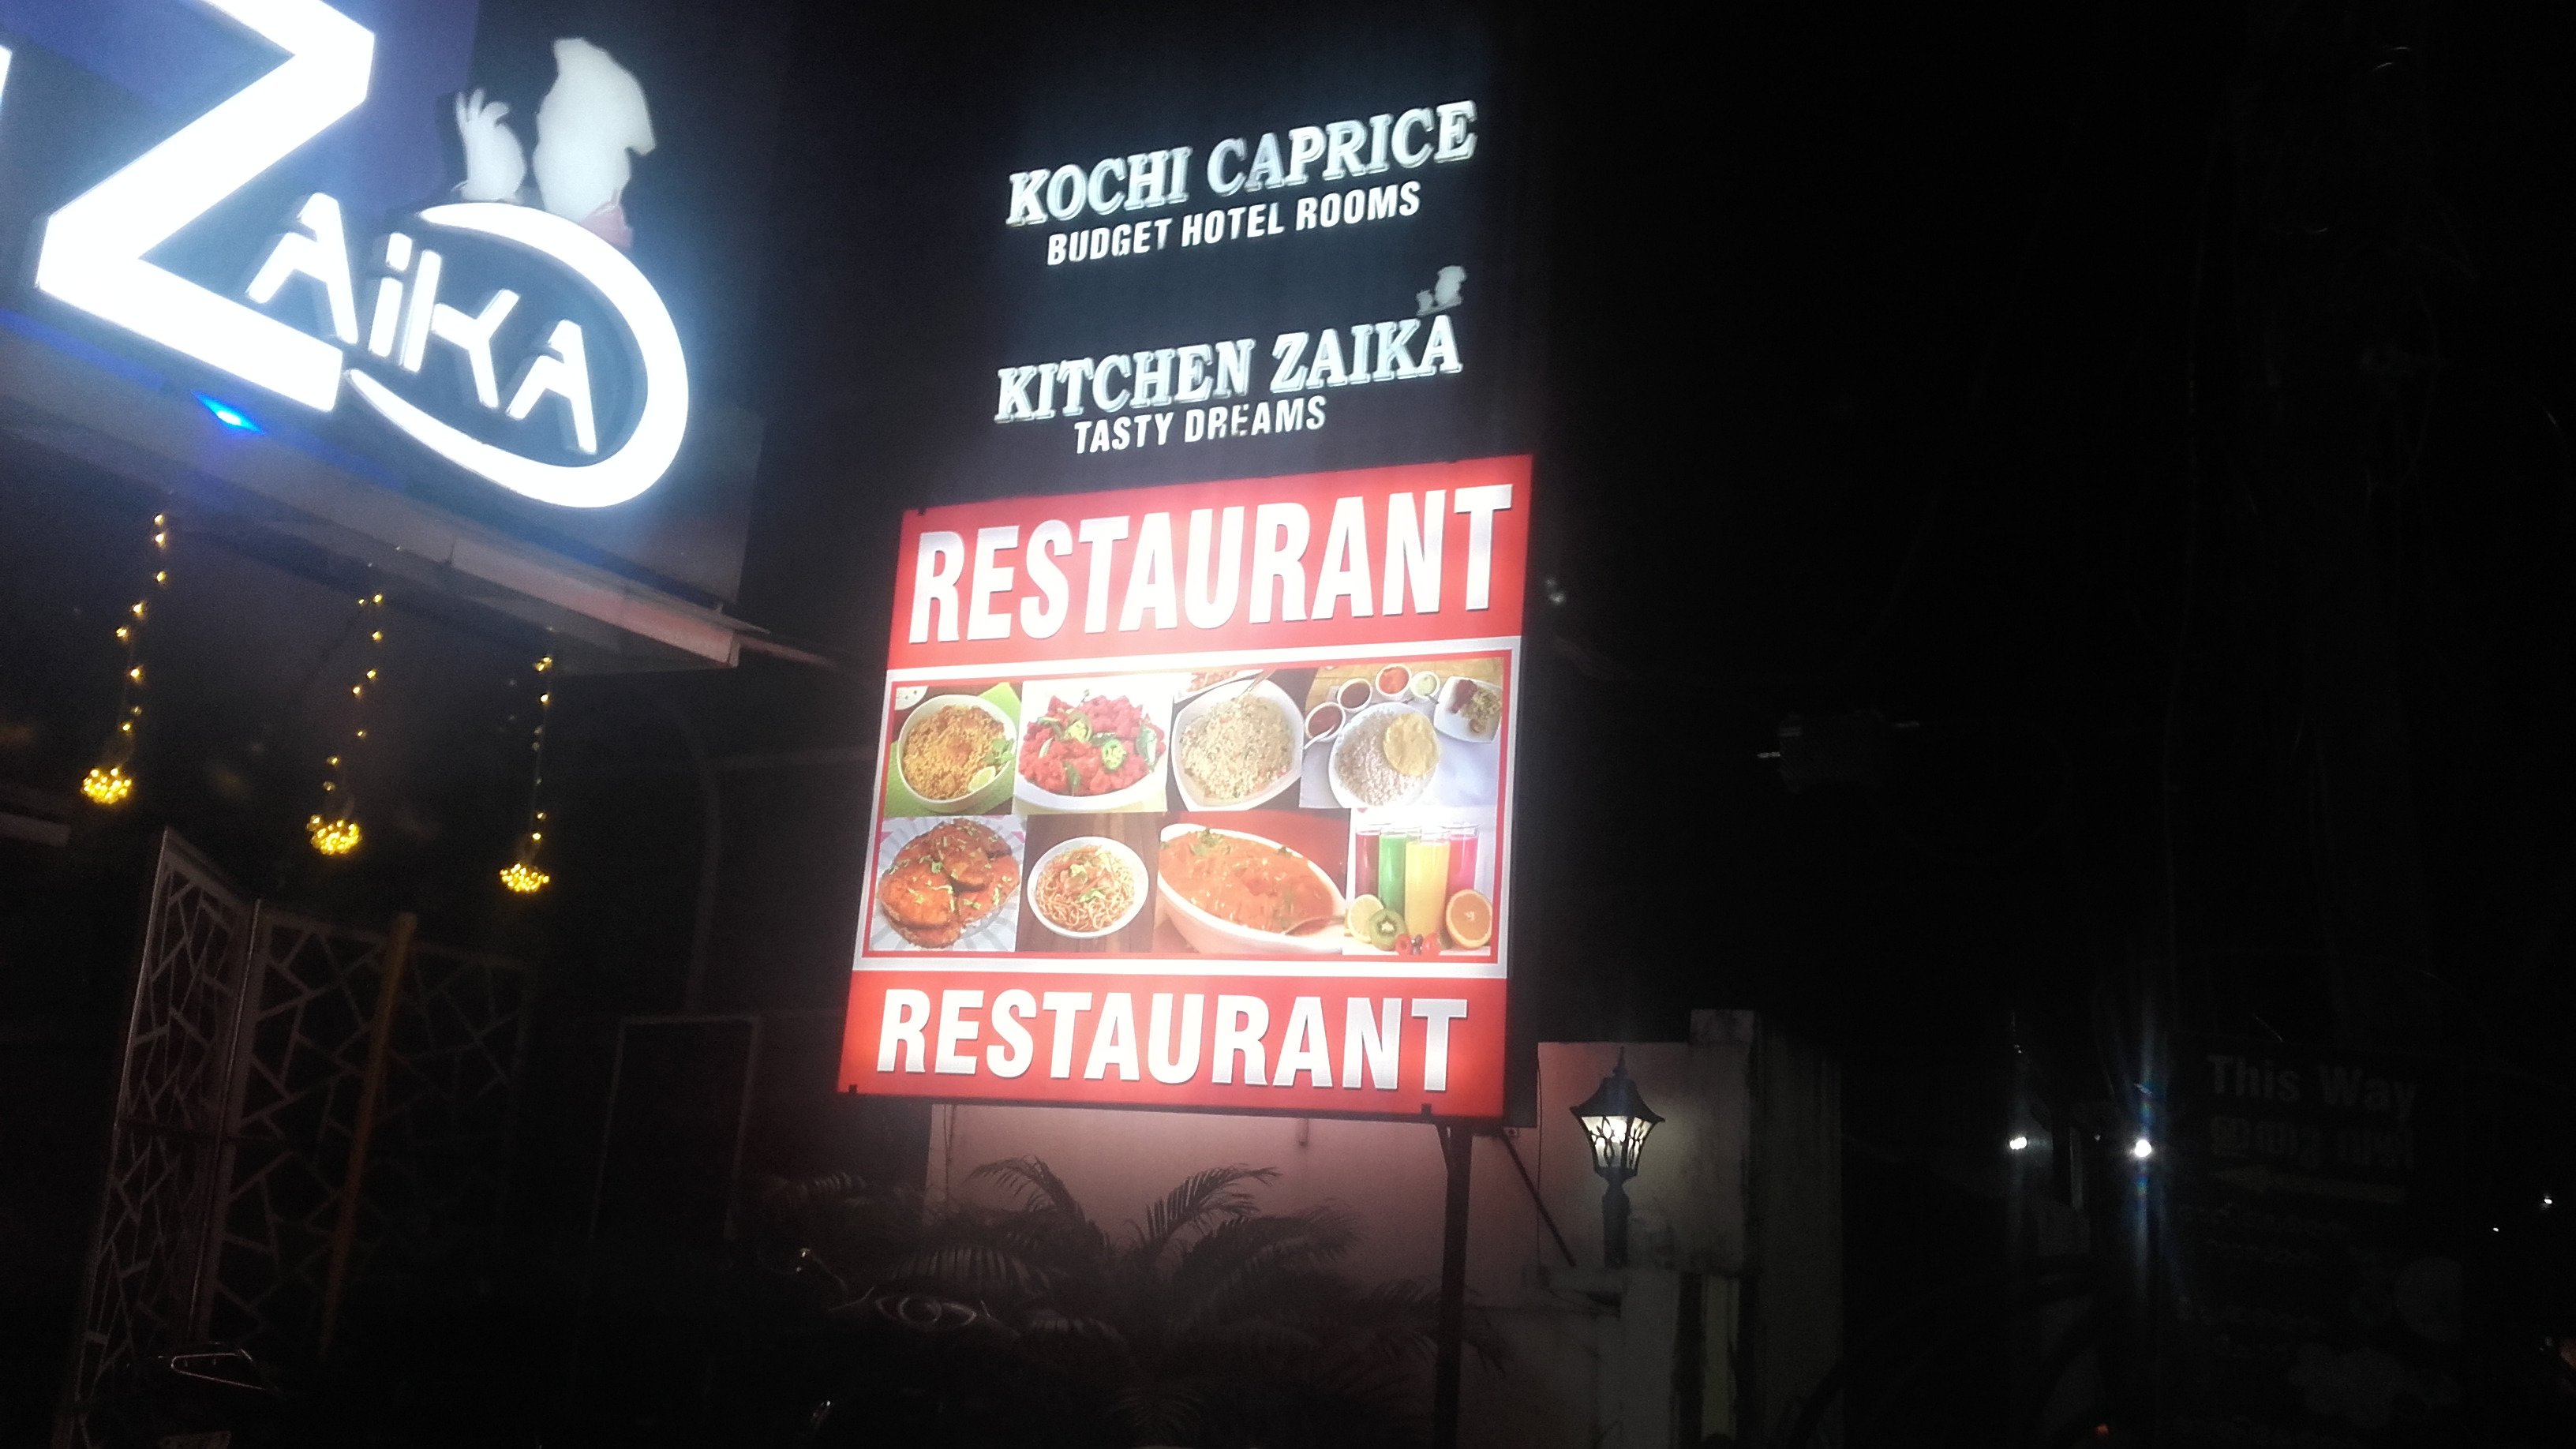 Zaika
KOCHI CAPRICE
BUDGET HOTEL ROOMS
KITCHEN ZAIKA
TASTY DREAMS
RESTAURANT
RESTAURANT
This Way